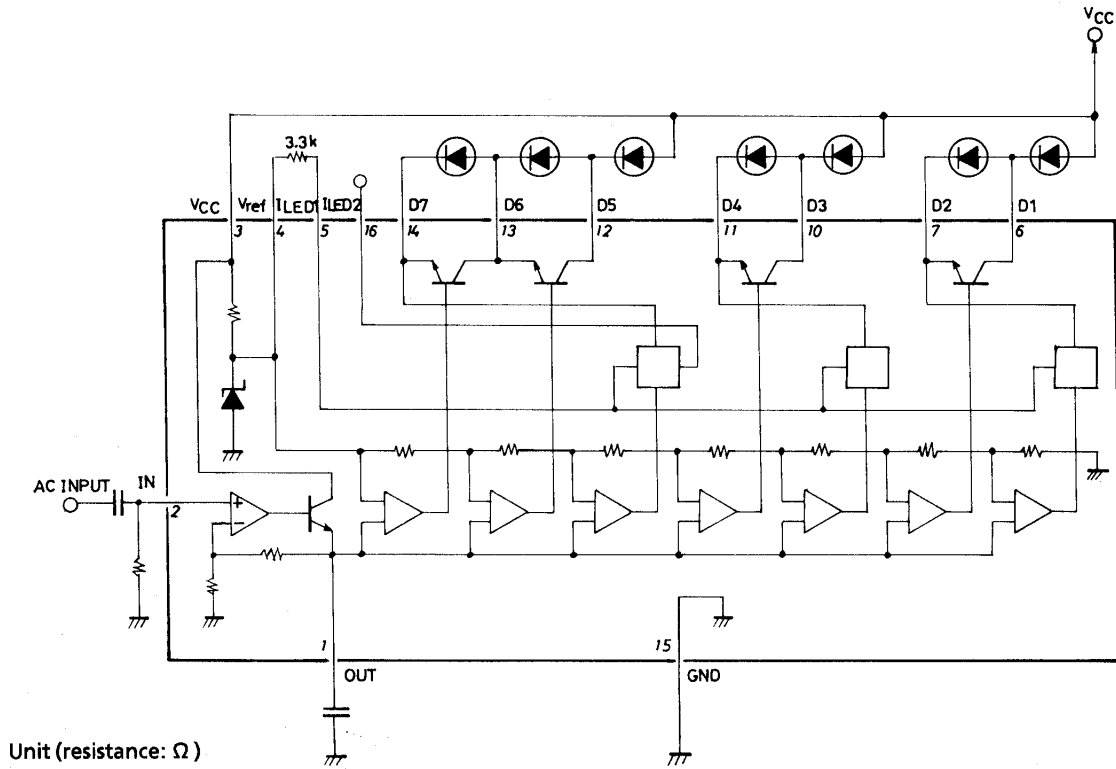 VCC
3.3k
VCC Vref ILED1 ILED2 D7 D6 D5 D4 D3 D2 D1
3 4 5 16 14 13 12 11 10 7 6
AC INPUT
IN
2
+
−
1
OUT
15
GND
Unit (resistance: Ω)